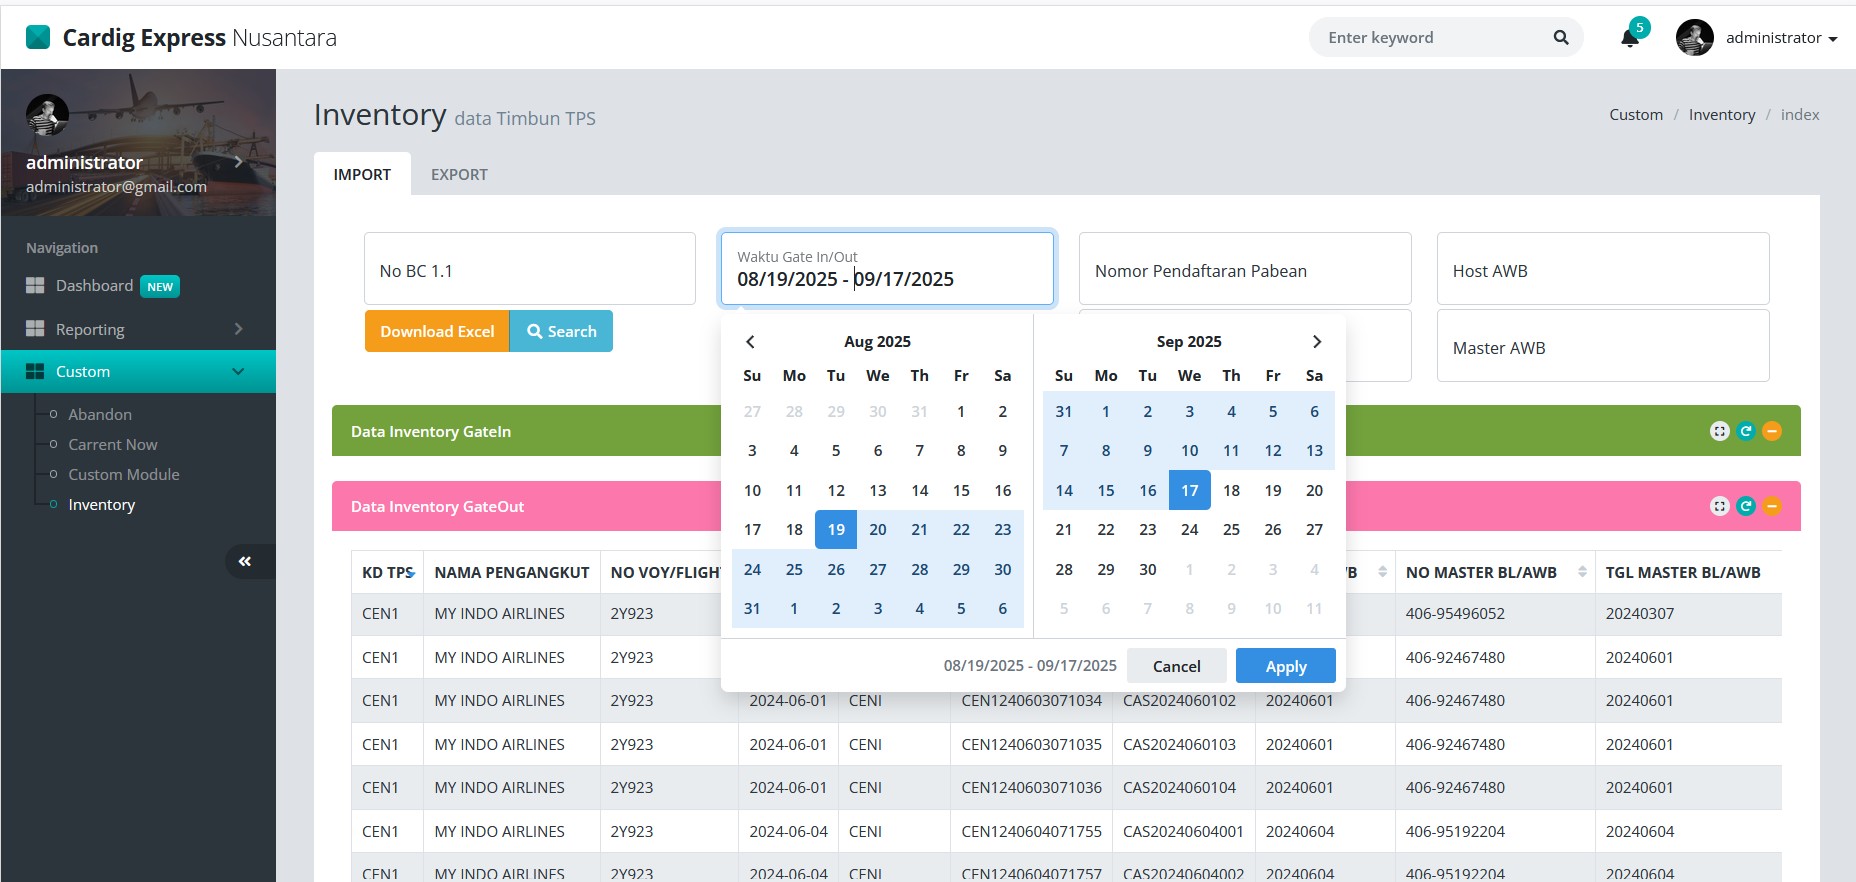 Cardig Express Nusantara
Enter keyword
5
administrator
administrator
administrator@gmail.com
Navigation
Dashboard NEW
Reporting
Custom
Abandon
Carrent Now
Custom Module
Inventory
Inventory data Timbun TPS
Custom / Inventory / index
IMPORT EXPORT
No BC 1.1
Waktu Gate In/Out
08/19/2025 - 09/17/2025
Nomor Pendaftaran Pabean
Host AWB
Download Excel Search
Master AWB
Aug 2025
Su Mo Tu We Th Fr Sa
27 28 29 30 31 1 2
3 4 5 6 7 8 9
10 11 12 13 14 15 16
17 18 19 20 21 22 23
24 25 26 27 28 29 30
31 1 2 3 4 5 6
Sep 2025
Su Mo Tu We Th Fr Sa
31 1 2 3 4 5 6
7 8 9 10 11 12 13
14 15 16 17 18 19 20
21 22 23 24 25 26 27
28 29 30 1 2 3 4
5 6 7 8 9 10 11
08/19/2025 - 09/17/2025 Cancel Apply
Data Inventory GateIn
Data Inventory GateOut
KD TPS NAMA PENGANGKUT NO VOY/FLIGH NO MASTER BL/AWB TGL MASTER BL/AWB
CEN1 MY INDO AIRLINES 2Y923 406-95496052 20240307
CEN1 MY INDO AIRLINES 2Y923 406-92467480 20240601
CEN1 MY INDO AIRLINES 2Y923 2024-06-01 CENI CEN1240603071034 CAS2024060102 20240601 406-92467480 20240601
CEN1 MY INDO AIRLINES 2Y923 2024-06-01 CENI CEN1240603071035 CAS2024060103 20240601 406-92467480 20240601
CEN1 MY INDO AIRLINES 2Y923 2024-06-01 CENI CEN1240603071036 CAS2024060104 20240601 406-92467480 20240601
CEN1 MY INDO AIRLINES 2Y923 2024-06-04 CENI CEN1240604071755 CAS20240604001 20240604 406-95192204 20240604
CEN1 MY INDO AIRLINES 2Y923 2024-06-04 CENI CEN1240604071757 CAS20240604002 20240604 406-95192204 20240604